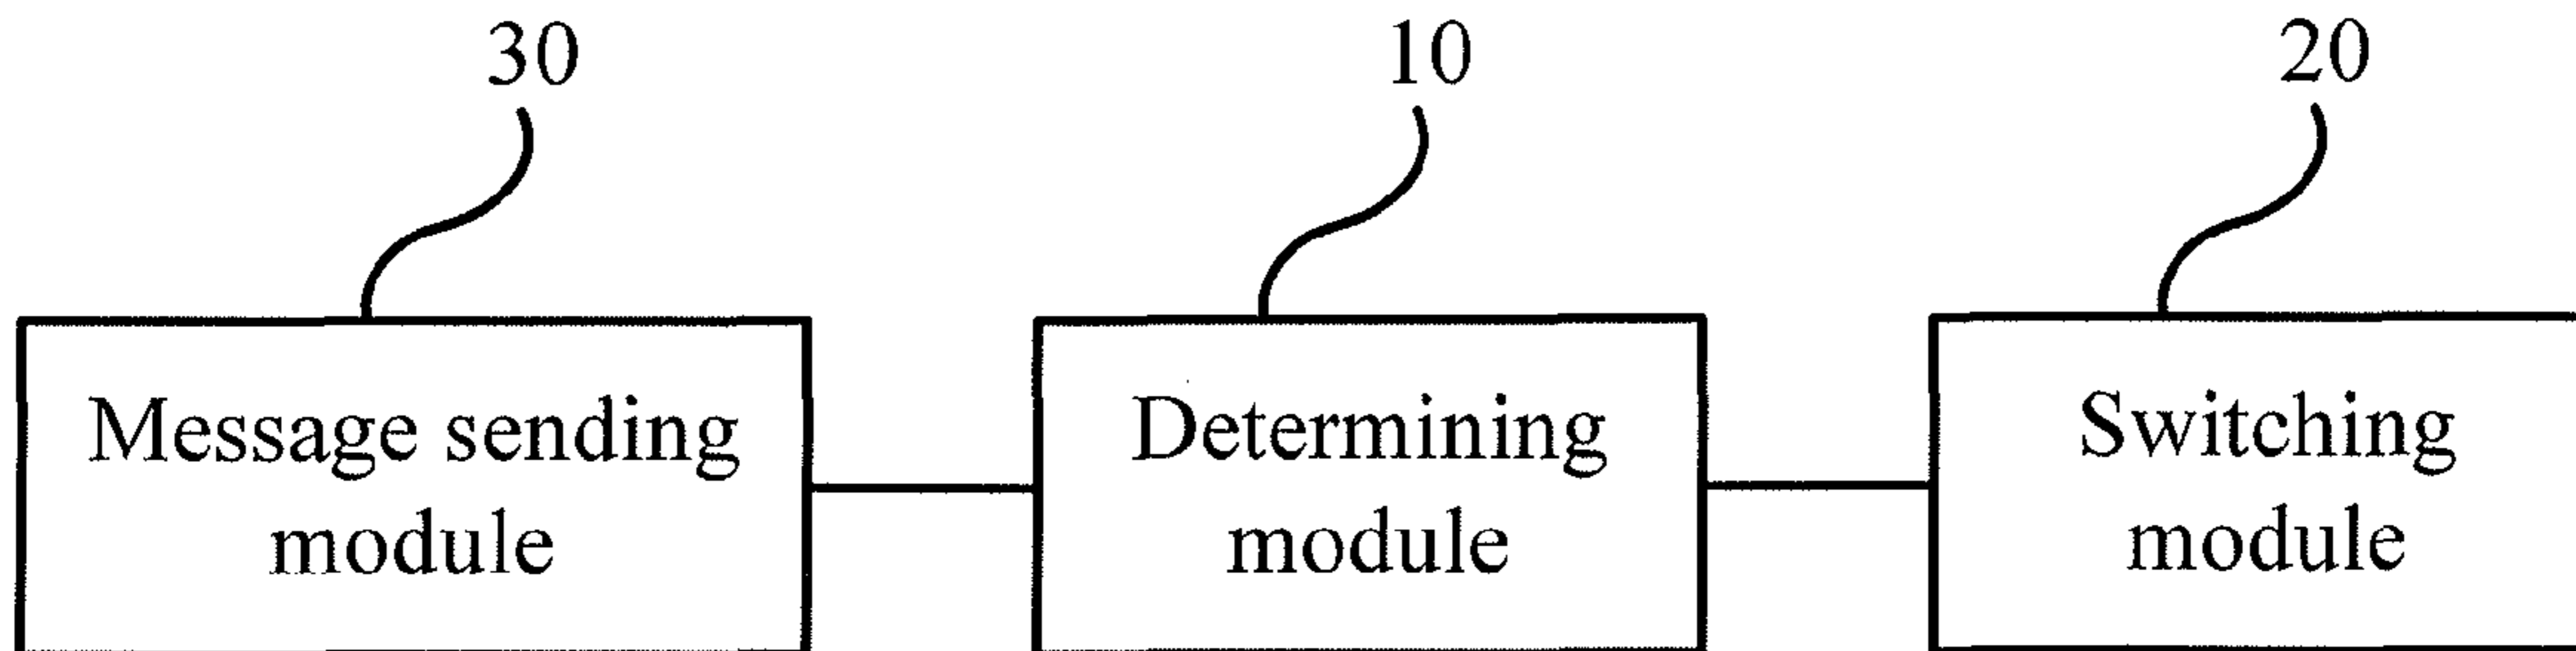 30
10
20
Message sending
module
Determining
module
Switching
module